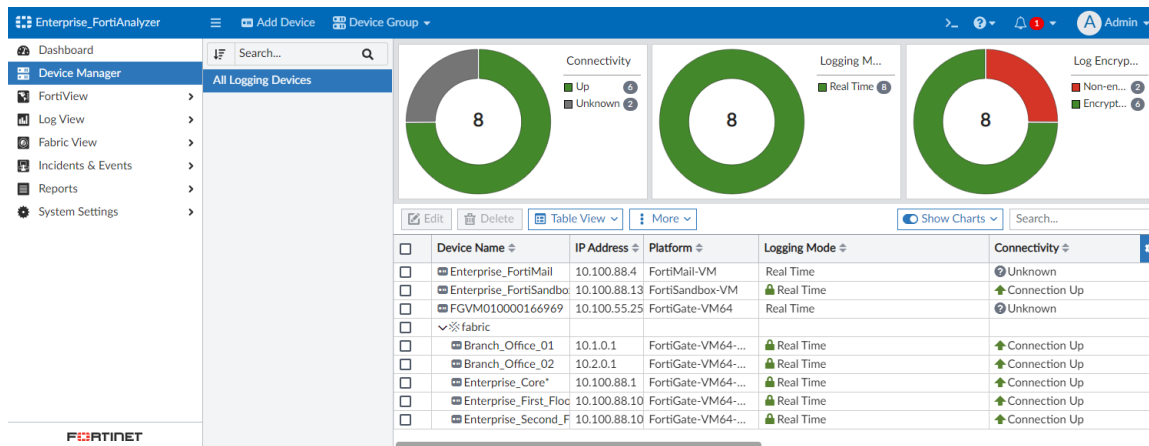 Enterprise_FortiAnalyzer Add Device Device Group >_ 1 A Admin
Dashboard
Device Manager
FortiView
Log View
Fabric View
Incidents & Events
Reports
System Settings
FORTINET
Search...
All Logging Devices
8
Connectivity
Up 6
Unknown 2
8
Logging M...
Real Time 8
8
Log Encryp...
Non-en... 2
Encrypt... 6
Edit Delete Table View More Show Charts Search...
Device Name IP Address Platform Logging Mode Connectivity
Enterprise_FortiMail 10.100.88.4 FortiMail-VM Real Time Unknown
Enterprise_FortiSandbo 10.100.88.13 FortiSandbox-VM Real Time Connection Up
FGVM010000166969 10.100.55.25 FortiGate-VM64 Real Time Unknown
fabric
Branch_Office_01 10.1.0.1 FortiGate-VM64-... Real Time Connection Up
Branch_Office_02 10.2.0.1 FortiGate-VM64-... Real Time Connection Up
Enterprise_Core* 10.100.88.1 FortiGate-VM64-... Real Time Connection Up
Enterprise_First_Floo 10.100.88.10 FortiGate-VM64-... Real Time Connection Up
Enterprise_Second_F 10.100.88.10 FortiGate-VM64-... Real Time Connection Up